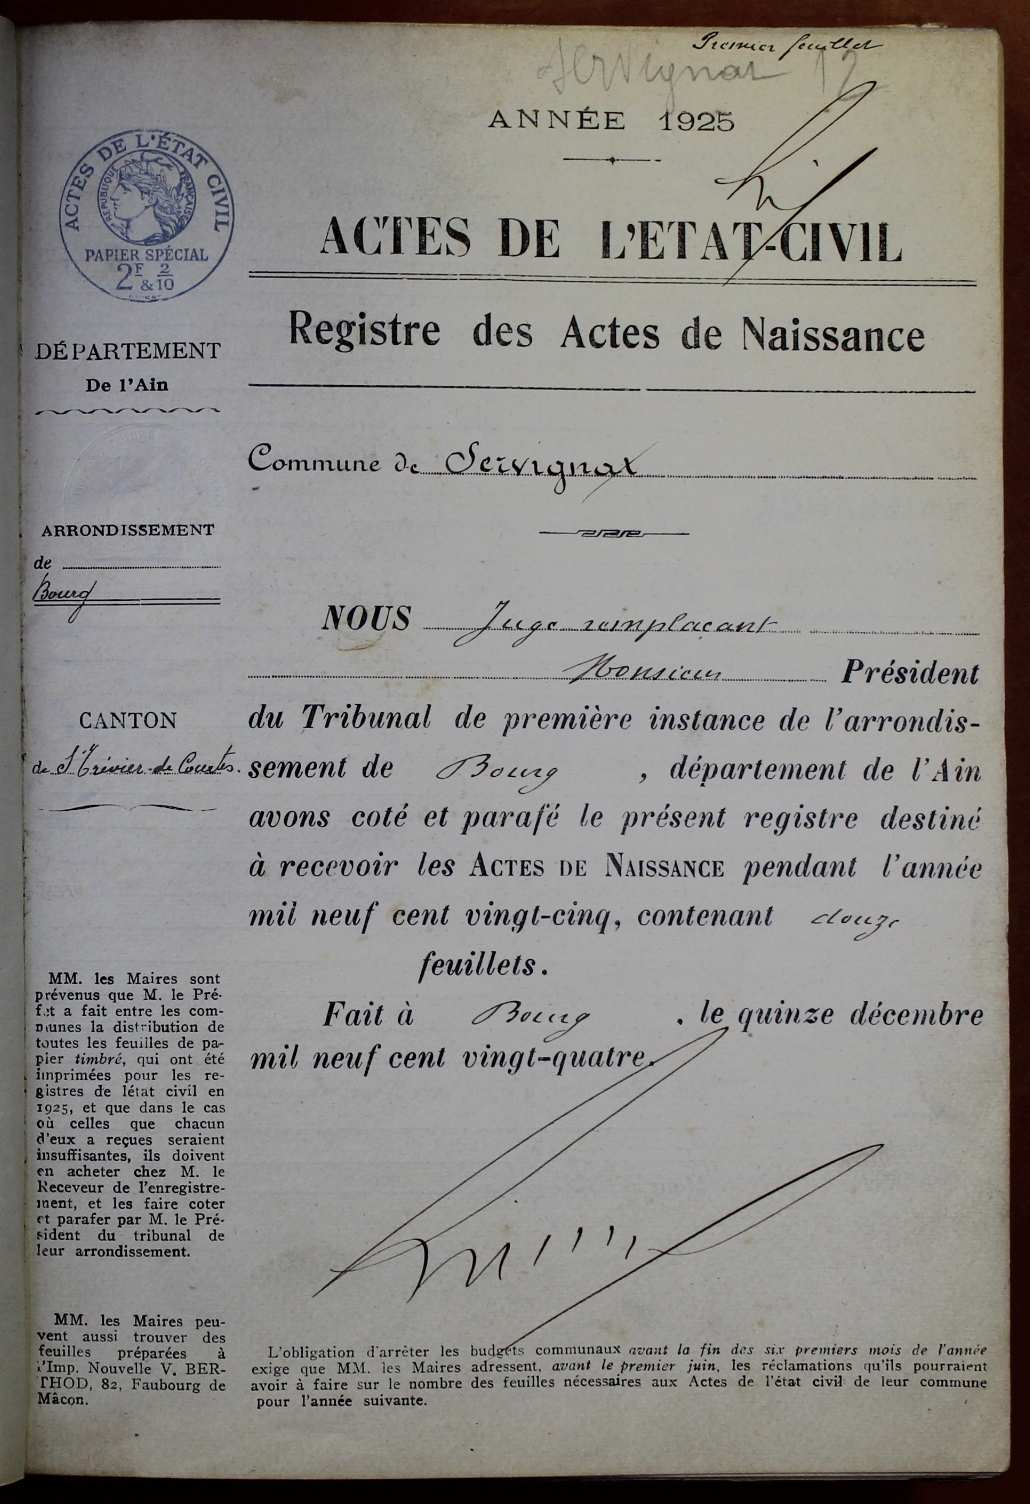 Premier feuillet
Servignat 12
ANNÉE 1925
ACTES DE L'ÉTAT CIVIL
RÉPUBLIQUE FRANÇAISE
PAPIER SPÉCIAL
2F & 2/10
ACTES DE L'ETAT-CIVIL
Registre des Actes de Naissance
DÉPARTEMENT
De l'Ain
Commune de Servignat
ARRONDISSEMENT
de
Bourg
NOUS Juge remplaçant
Monsieur Président
du Tribunal de première instance de l'arrondis-
CANTON
de St Trivier-de Courtes.
sement de Bourg, département de l'Ain
avons coté et parafé le présent registre destiné
à recevoir les ACTES DE NAISSANCE pendant l'année
mil neuf cent vingt-cinq, contenant douze
feuillets.
Fait à Bourg, le quinze décembre
mil neuf cent vingt-quatre.
MM. les Maires sont
prévenus que M. le Pré-
fet a fait entre les com-
munes la distribution de
toutes les feuilles de pa-
pier timbré, qui ont été
imprimées pour les re-
gistres de létat civil en
1925, et que dans le cas
où celles que chacun
d'eux a reçues seraient
insuffisantes, ils doivent
en acheter chez M. le
Receveur de l'enregistre-
ment, et les faire coter
et parafer par M. le Pré-
sident du tribunal de
leur arrondissement.
MM. les Maires peu-
vent aussi trouver des
feuilles préparées à
l'Imp. Nouvelle V. BER-
THOD, 82, Faubourg de
Mâcon.
L'obligation d'arrêter les budgets communaux avant la fin des six premiers mois de l'année
exige que MM. les Maires adressent, avant le premier juin, les réclamations qu'ils pourraient
avoir à faire sur le nombre des feuilles nécessaires aux Actes de l'état civil de leur commune
pour l'année suivante.